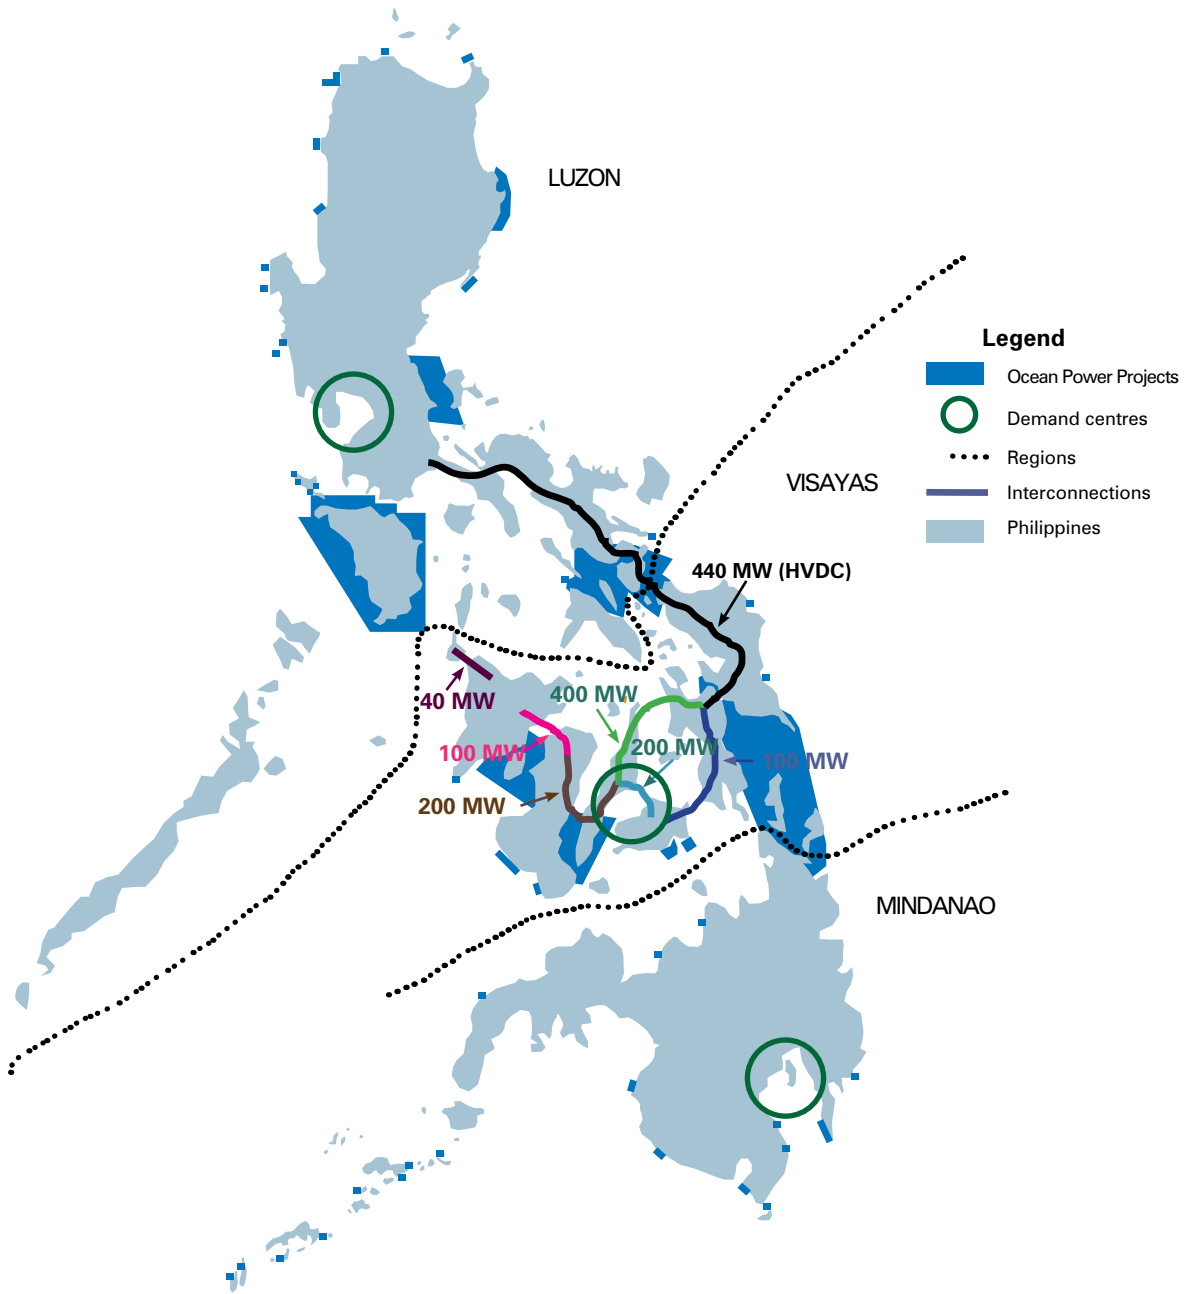 LUZON
Legend
Ocean Power Projects
Demand centres
Regions
Interconnections
Philippines
VISAYAS
440 MW (HVDC)
40 MW
400 MW
100 MW
200 MW
100 MW
200 MW
MINDANAO